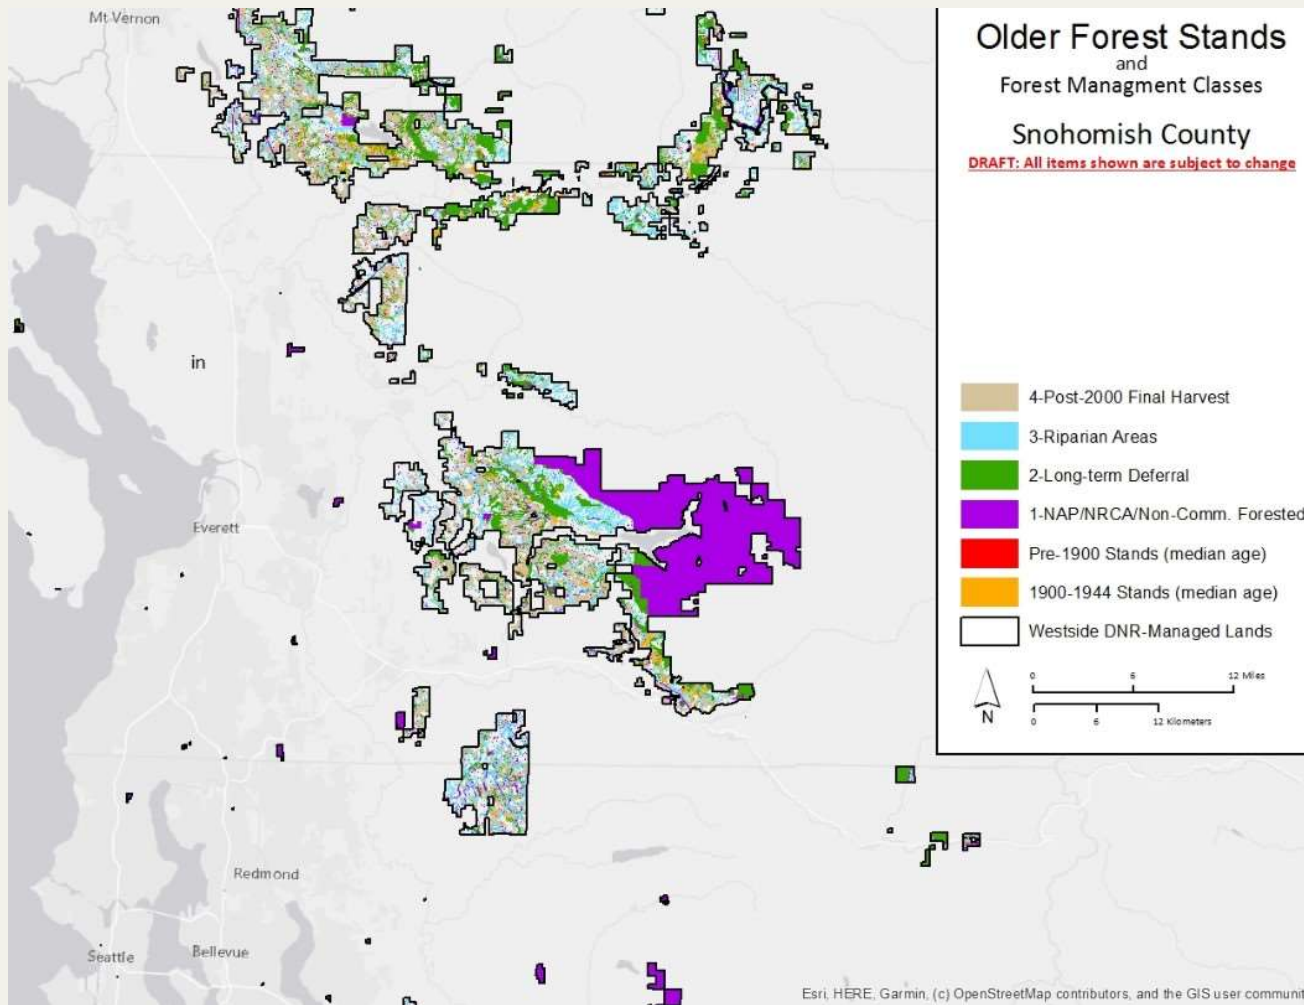 Mt Vernon
Older Forest Stands
and
Forest Managment Classes
Snohomish County
DRAFT: All items shown are subject to change
in
4-Post-2000 Final Harvest
3-Riparian Areas
2-Long-term Deferral
1-NAP/NRCA/Non-Comm. Forested
Everett
Pre-1900 Stands (median age)
1900-1944 Stands (median age)
Westside DNR-Managed Lands
0 6 12 Miles
N
0 6 12 Kilometers
Redmond
Seattle
Bellevue
Esri, HERE, Garmin, (c) OpenStreetMap contributors, and the GIS user communit